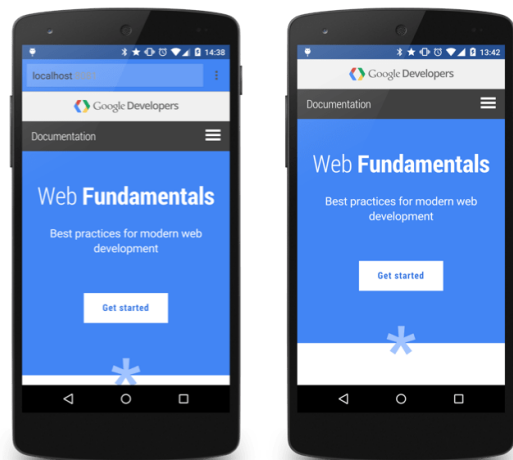 14:38
localhost
Google Developers
Documentation
Web Fundamentals
Best practices for modern web
development
Get started
*
13:42
Google Developers
Documentation
Web Fundamentals
Best practices for modern web
development
Get started
*